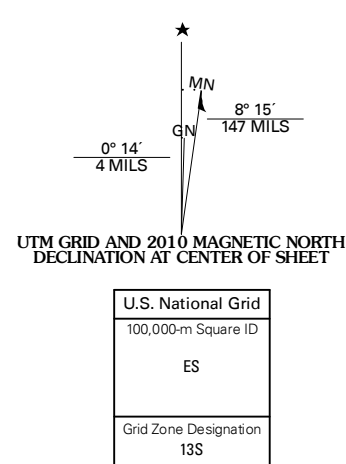 MN
GN
8° 15´
147 MILS
0° 14´
4 MILS
UTM GRID AND 2010 MAGNETIC NORTH
DECLINATION AT CENTER OF SHEET
U.S. National Grid
100,000-m Square ID
ES
Grid Zone Designation
13S